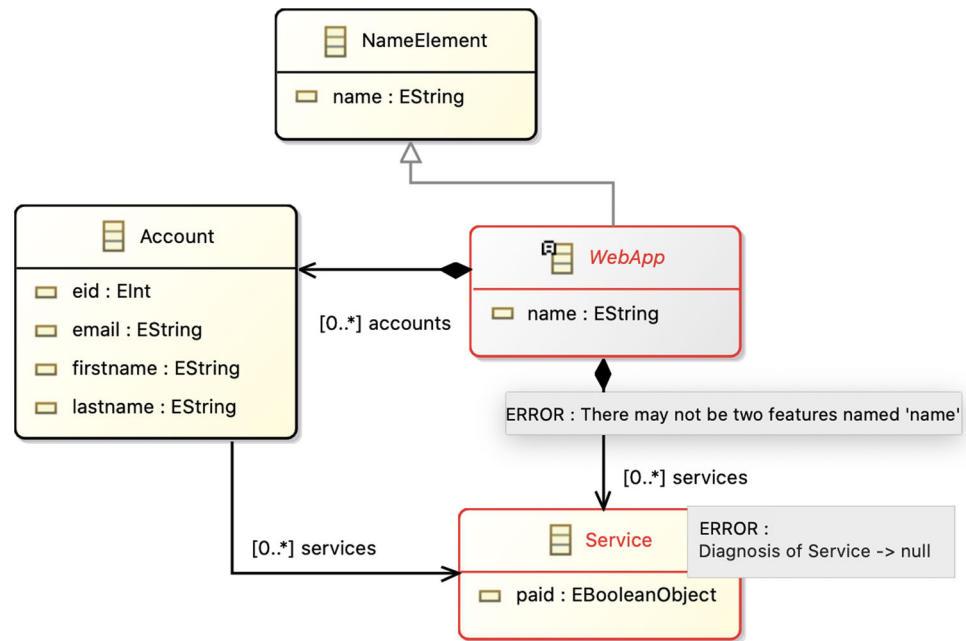 NameElement
name : EString
Account
eid : EInt
email : EString
firstname : EString
lastname : EString
WebApp
name : EString
[0..*] accounts
ERROR : There may not be two features named 'name'
[0..*] services
[0..*] services
Service
paid : EBooleanObject
ERROR :
Diagnosis of Service -> null